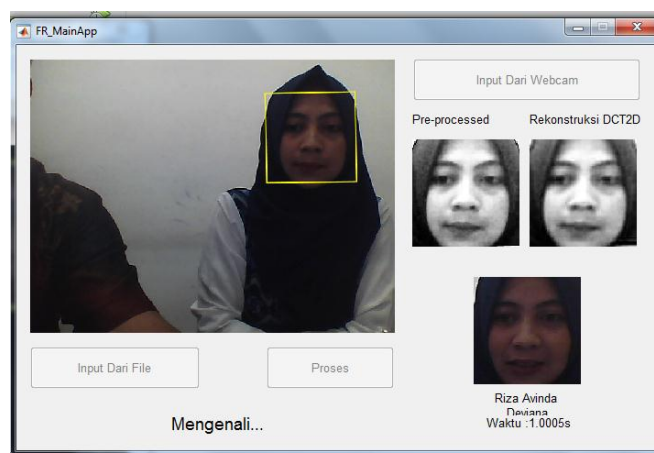 FR_MainApp
Input Dari Webcam
Pre-processed Rekonstruksi DCT2D
Input Dari File
Proses
Riza Avinda
Deviana
Waktu :1.0005s
Mengenali...